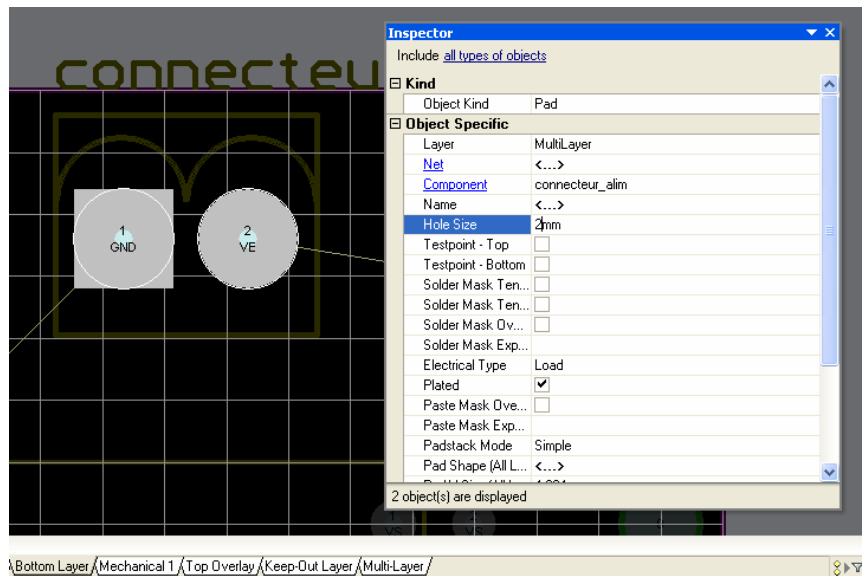 connecteu
1
GND
2
VE
Inspector
Include all types of objects
Kind
Object Kind Pad
Object Specific
Layer MultiLayer
Net <...>
Component connecteur_alim
Name <...>
Hole Size 2mm
Testpoint - Top
Testpoint - Bottom
Solder Mask Ten...
Solder Mask Ten...
Solder Mask Ov...
Solder Mask Exp...
Electrical Type Load
Plated
Paste Mask Ove...
Paste Mask Exp...
Padstack Mode Simple
Pad Shape (All L... <...>
2 object(s) are displayed
VS
Bottom Layer Mechanical 1 Top Overlay Keep-Out Layer Multi-Layer